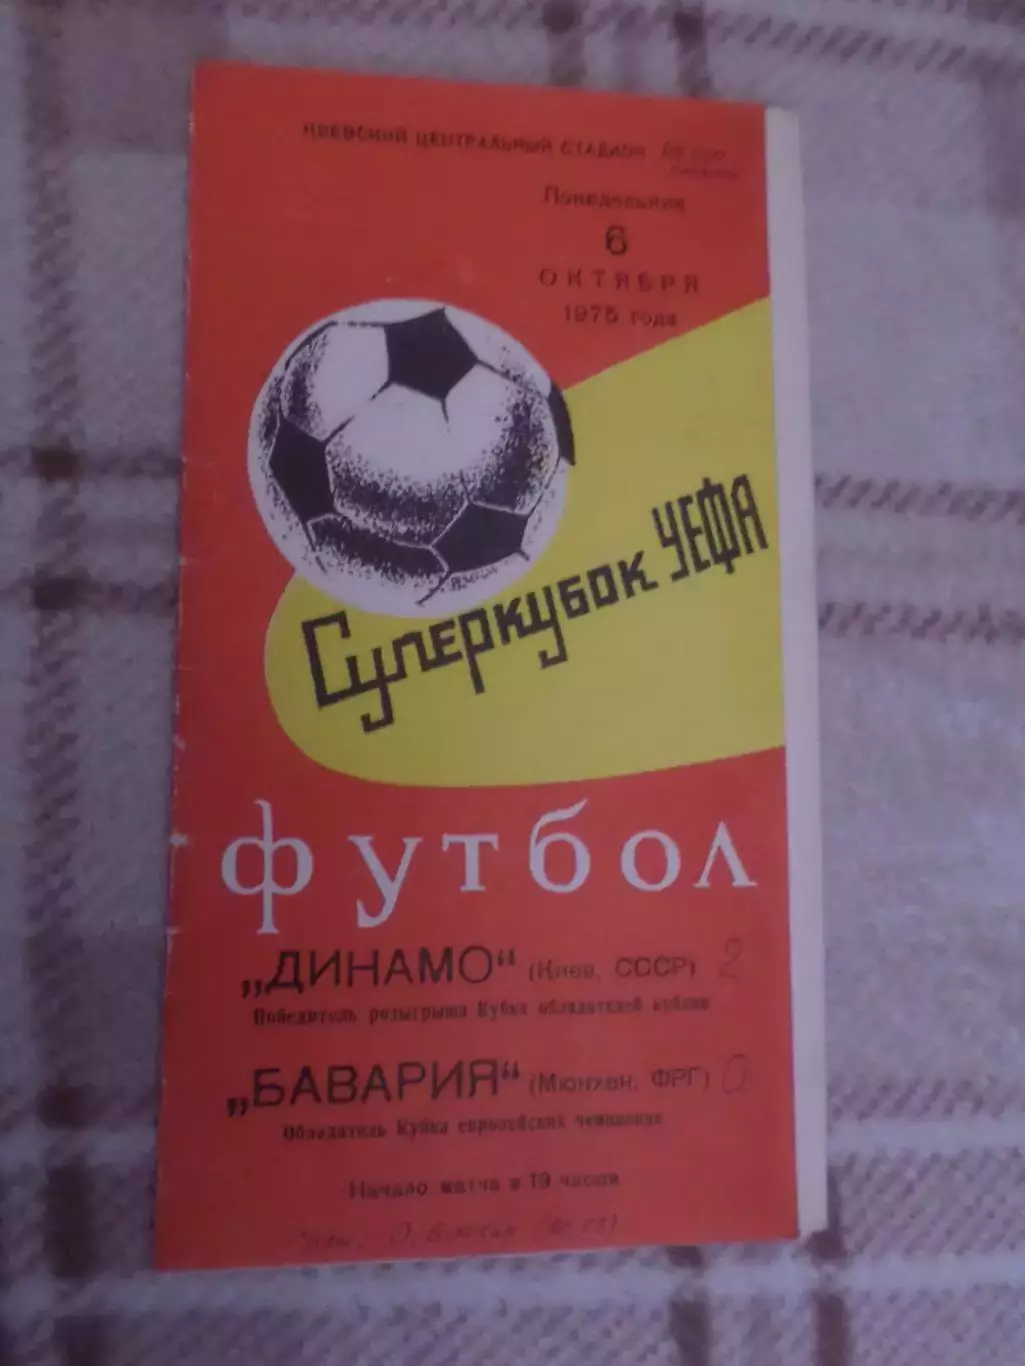 КИЕВСКИЙ ЦЕНТРАЛЬНЫЙ СТАДИОН
Понедельник
6
ОКТЯБРЯ
1975 года
Суперкубок УЕФА
футбол
„ДИНАМО“ (Киев, СССР) 2
Победитель розыгрыша Кубка обладателей кубков
„БАВАРИЯ“ (Мюнхен, ФРГ) 0
Обладатель Кубка европейских чемпионов
Начало матча в 19 часов
О. Блохин